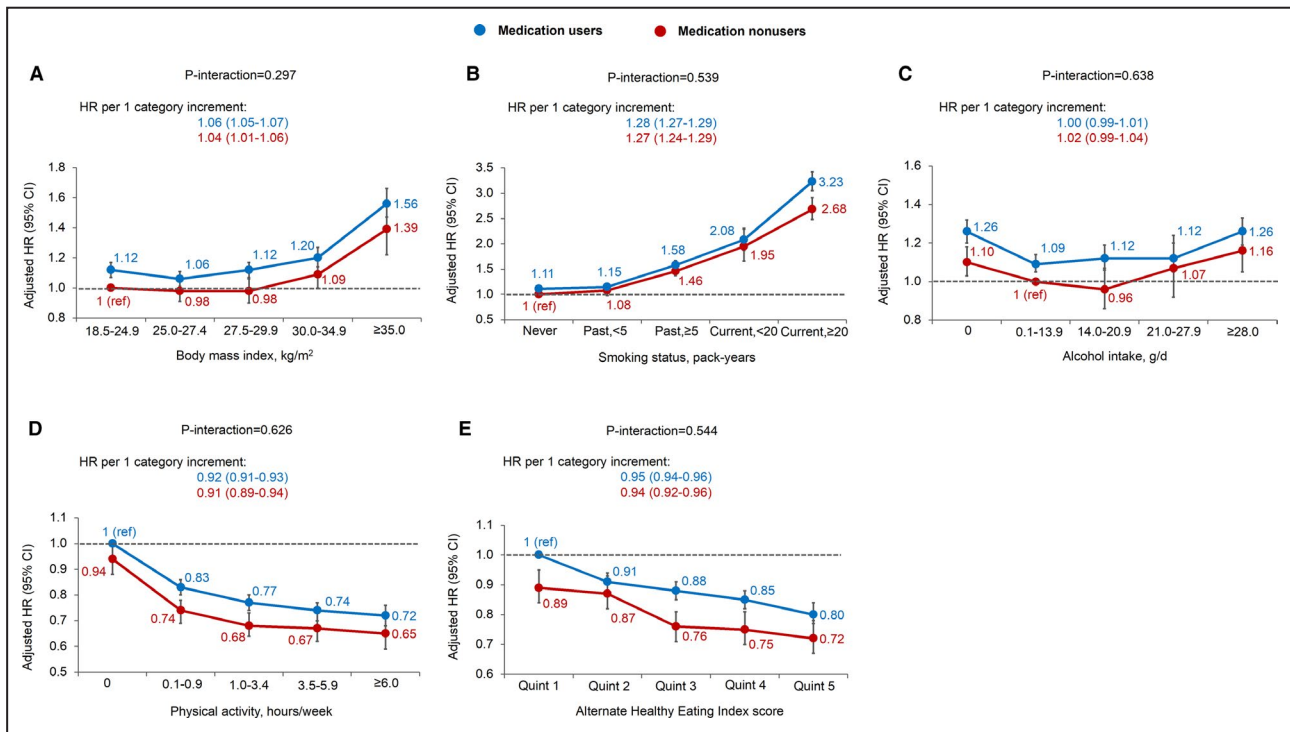 Medication users Medication nonusers
A
P-interaction=0.297
HR per 1 category increment:
1.06 (1.05-1.07)
1.04 (1.01-1.06)
Adjusted HR (95% CI)
1.8
1.6
1.4
1.2
1.0
0.8
1.12
1.06
1.12
1.20
1.56
1 (ref)
0.98
0.98
1.09
1.39
18.5-24.9 25.0-27.4 27.5-29.9 30.0-34.9 ≥35.0
Body mass index, kg/m²
B
P-interaction=0.539
HR per 1 category increment:
1.28 (1.27-1.29)
1.27 (1.24-1.29)
Adjusted HR (95% CI)
3.5
3.0
2.5
2.0
1.5
1.0
0.5
1.11
1.15
1.58
2.08
3.23
1 (ref)
1.08
1.46
1.95
2.68
Never Past,<5 Past,≥5 Current,<20 Current,≥20
Smoking status, pack-years
C
P-interaction=0.638
HR per 1 category increment:
1.00 (0.99-1.01)
1.02 (0.99-1.04)
Adjusted HR (95% CI)
1.6
1.4
1.2
1.0
0.8
1.26
1.09
1.12
1.12
1.26
1.10
1 (ref)
0.96
1.07
1.16
0 0.1-13.9 14.0-20.9 21.0-27.9 ≥28.0
Alcohol intake, g/d
D
P-interaction=0.626
HR per 1 category increment:
0.92 (0.91-0.93)
0.91 (0.89-0.94)
Adjusted HR (95% CI)
1.1
1.0
0.9
0.8
0.7
0.6
0.5
1 (ref)
0.83
0.77
0.74
0.72
0.94
0.74
0.68
0.67
0.65
0 0.1-0.9 1.0-3.4 3.5-5.9 ≥6.0
Physical activity, hours/week
E
P-interaction=0.544
HR per 1 category increment:
0.95 (0.94-0.96)
0.94 (0.92-0.96)
Adjusted HR (95% CI)
1.1
1.0
0.9
0.8
0.7
0.6
1 (ref)
0.91
0.88
0.85
0.80
0.89
0.87
0.76
0.75
0.72
Quint 1 Quint 2 Quint 3 Quint 4 Quint 5
Alternate Healthy Eating Index score